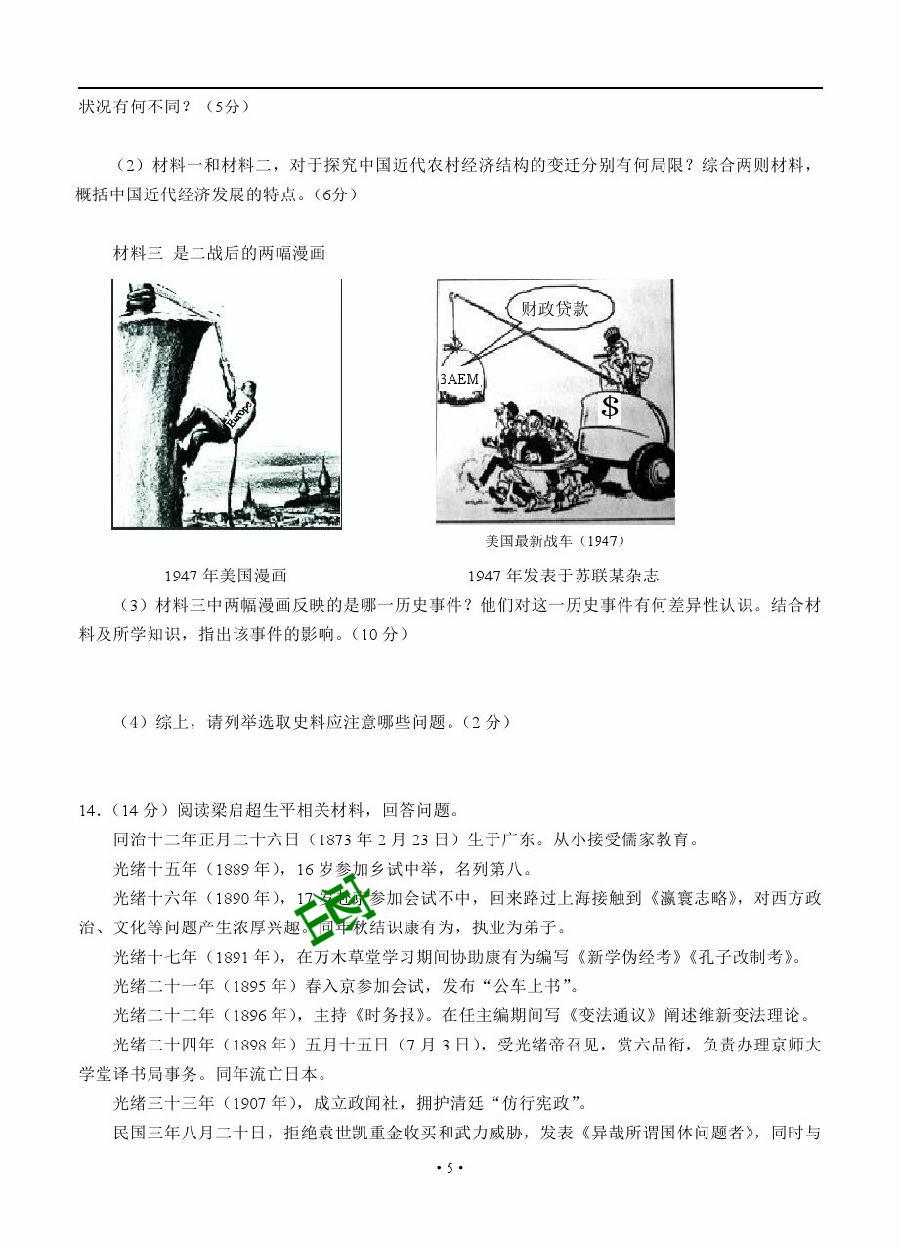 状况有何不同？（5分）
（2）材料一和材料二，对于探究中国近代农村经济结构的变迁分别有何局限？综合两则材料，
概括中国近代经济发展的特点。（6分）
材料三 是二战后的两幅漫画
财政贷款
3AEM
Europe
$
美国最新战车（1947）
1947 年美国漫画
1947 年发表于苏联某杂志
（3）材料三中两幅漫画反映的是哪一历史事件？他们对这一历史事件有何差异性认识。结合材
料及所学知识，指出该事件的影响。（10 分）
（4）综上，请列举选取史料应注意哪些问题。（2 分）
14.（14 分）阅读梁启超生平相关材料，回答问题。
同治十二年正月二十六日（1873 年 2 月 23 日）生于广东。从小接受儒家教育。
光绪十五年（1889 年），16 岁参加乡试中举，名列第八。
光绪十六年（1890 年），17 岁 参加会试不中，回来路过上海接触到《瀛寰志略》，对西方政
治、文化等问题产生浓厚兴趣。同年秋结识康有为，执业为弟子。
光绪十七年（1891 年），在万木草堂学习期间协助康有为编写《新学伪经考》《孔子改制考》。
光绪二十一年（1895 年）春入京参加会试，发布“公车上书”。
光绪二十二年（1896 年），主持《时务报》。在任主编期间写《变法通议》阐述维新变法理论。
光绪二十四年（1898 年）五月十五日（7 月 3 日），受光绪帝召见，赏六品衔，负责办理京师大
学堂译书局事务。同年流亡日本。
光绪三十三年（1907 年），成立政闻社，拥护清廷“仿行宪政”。
民国三年八月二十日，拒绝袁世凯重金收买和武力威胁，发表《异哉所谓国体问题者》，同时与
·5·